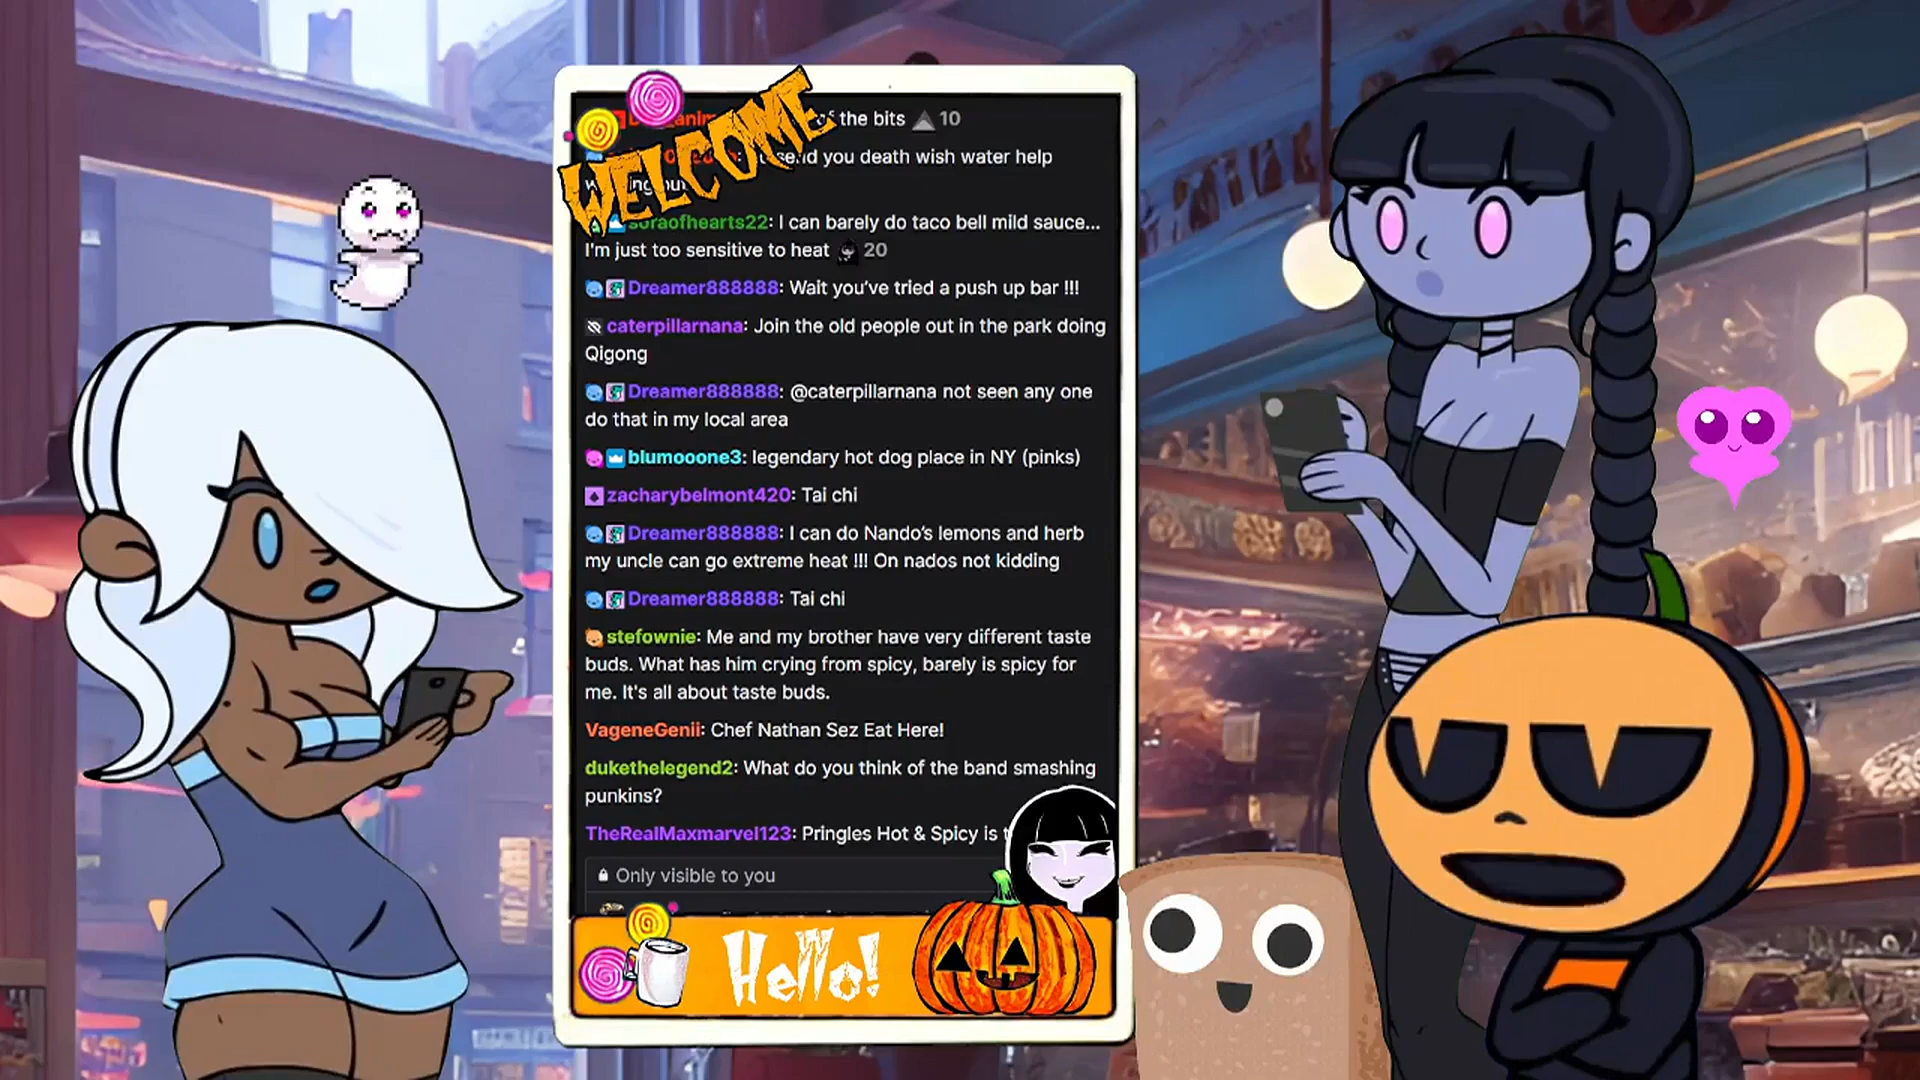 WELCOME
of the bits 10
send you death wish water help
soraofhearts22: I can barely do taco bell mild sauce...
I'm just too sensitive to heat 20
Dreamer888888: Wait you’ve tried a push up bar !!!
caterpillarnana: Join the old people out in the park doing
Qigong
Dreamer888888: @caterpillarnana not seen any one
do that in my local area
blumooone3: legendary hot dog place in NY (pinks)
zacharybelmont420: Tai chi
Dreamer888888: I can do Nando’s lemons and herb
my uncle can go extreme heat !!! On nados not kidding
Dreamer888888: Tai chi
stefownie: Me and my brother have very different taste
buds. What has him crying from spicy, barely is spicy for
me. It's all about taste buds.
VageneGenii: Chef Nathan Sez Eat Here!
dukethelegend2: What do you think of the band smashing
punkins?
TheRealMaxmarvel123: Pringles Hot & Spicy is
Only visible to you
Hello!